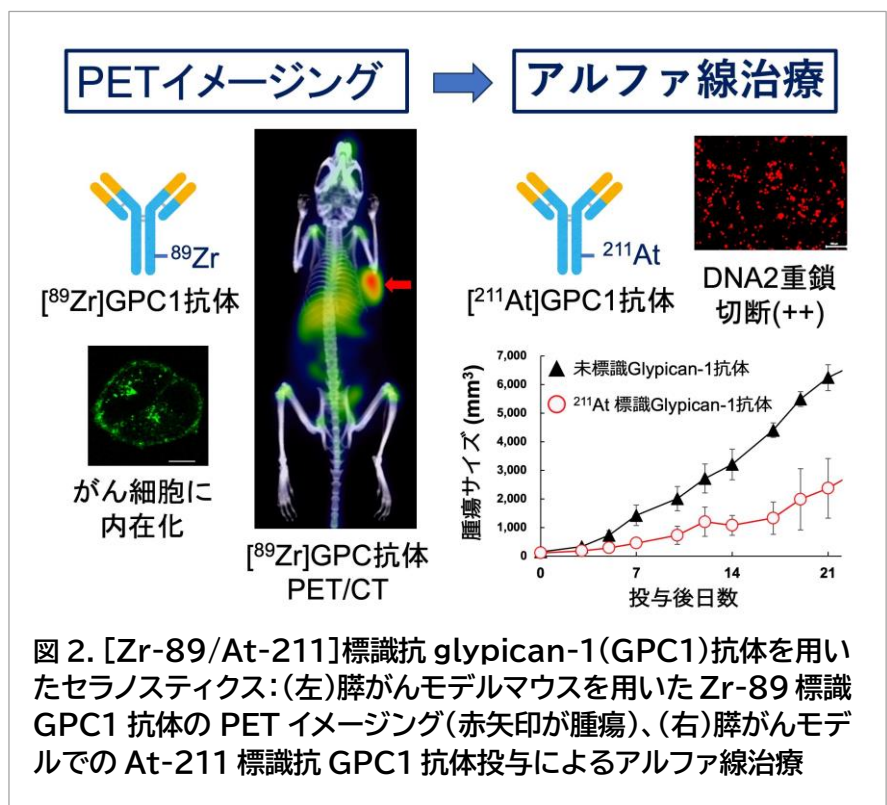 PETイメージング
アルファ線治療
⁸⁹Zr
[⁸⁹Zr]GPC1抗体
がん細胞に
内在化
[⁸⁹Zr]GPC抗体
PET/CT
²¹¹At
[²¹¹At]GPC1抗体
DNA2重鎖
切断(++)
腫瘍サイズ (mm³)
7,000
6,000
5,000
4,000
3,000
2,000
1,000
0
未標識Glypican-1抗体
²¹¹At 標識Glypican-1抗体
0 7 14 21
投与後日数
図 2. [Zr-89/At-211]標識抗 glypican-1(GPC1)抗体を用い
たセラノスティクス:(左)膵がんモデルマウスを用いた Zr-89 標識
GPC1 抗体の PET イメージング(赤矢印が腫瘍)、(右)膵がんモデ
ルでの At-211 標識抗 GPC1 抗体投与によるアルファ線治療